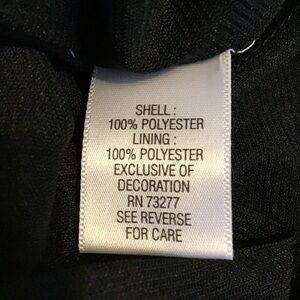 SHELL :
100% POLYESTER
LINING :
100% POLYESTER
EXCLUSIVE OF
DECORATION
RN 73277
SEE REVERSE
FOR CARE